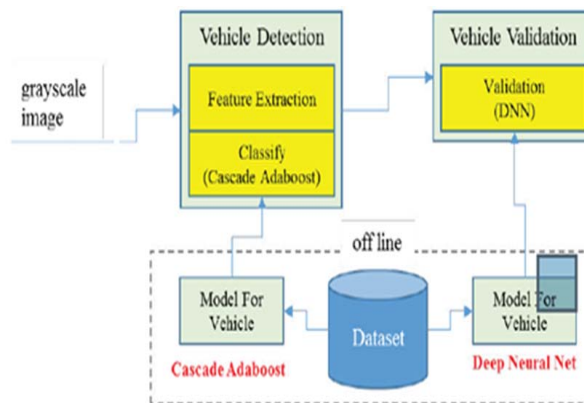 grayscale
image
Vehicle Detection
Feature Extraction
Classify
(Cascade Adaboost)
Vehicle Validation
Validation
(DNN)
off line
Model For
Vehicle
Cascade Adaboost
Dataset
Model For
Vehicle
Deep Neural Net